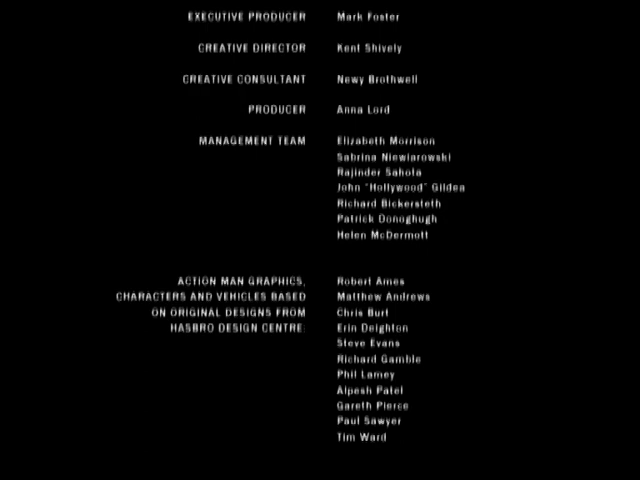 EXECUTIVE PRODUCER Mark Foster
CREATIVE DIRECTOR Kent Shively
CREATIVE CONSULTANT Newy Brothwell
PRODUCER Anna Lord
MANAGEMENT TEAM Elizabeth Morrison
Sabrina Niewiarowski
Rajinder Sahota
John "Hollywood" Gildea
Richard Bickersteth
Patrick Donoghugh
Helen McDermott
ACTION MAN GRAPHICS, Robert Ames
CHARACTERS AND VEHICLES BASED Matthew Andrews
ON ORIGINAL DESIGNS FROM Chris Burt
HASBRO DESIGN CENTRE: Erin Deighton
Steve Evans
Richard Gamble
Phil Lamey
Alpesh Patel
Gareth Pierce
Paul Sawyer
Tim Ward